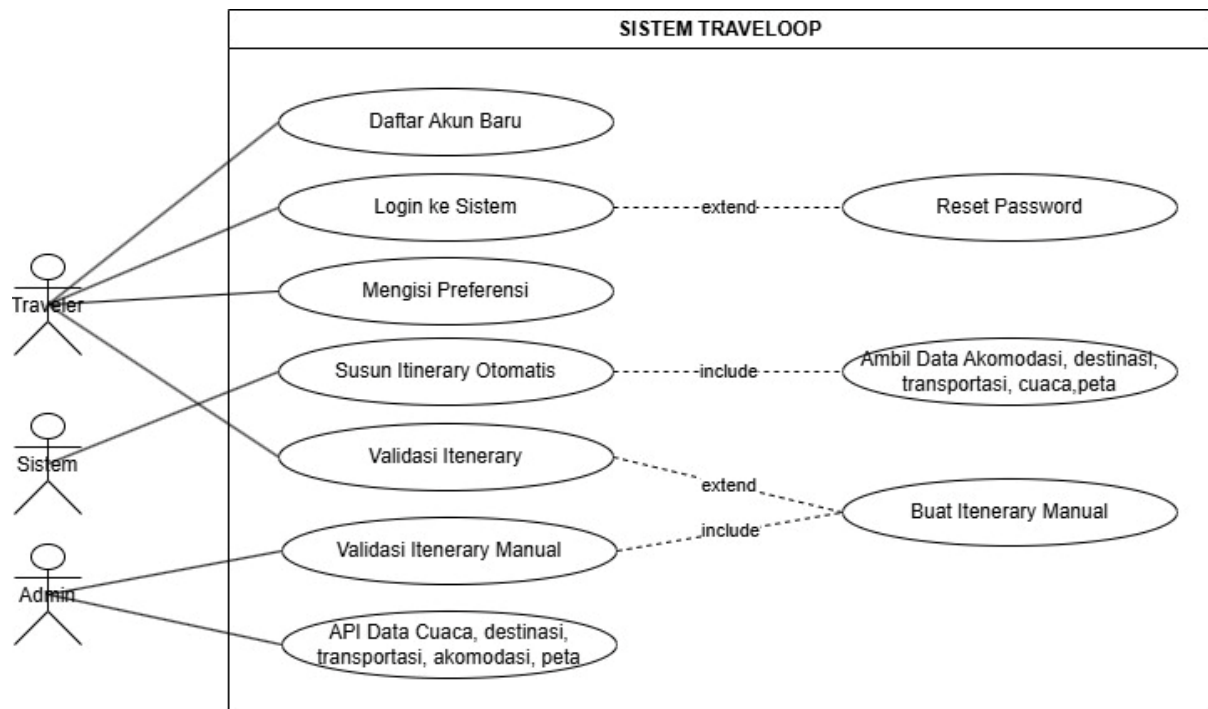 SISTEM TRAVELOOP
Daftar Akun Baru
Login ke Sistem
extend
Reset Password
Traveler
Mengisi Preferensi
Susun Itinerary Otomatis
include
Ambil Data Akomodasi, destinasi,
transportasi, cuaca,peta
Sistem
Validasi Itenerary
extend
Buat Itenerary Manual
include
Validasi Itenerary Manual
Admin
API Data Cuaca, destinasi,
transportasi, akomodasi, peta